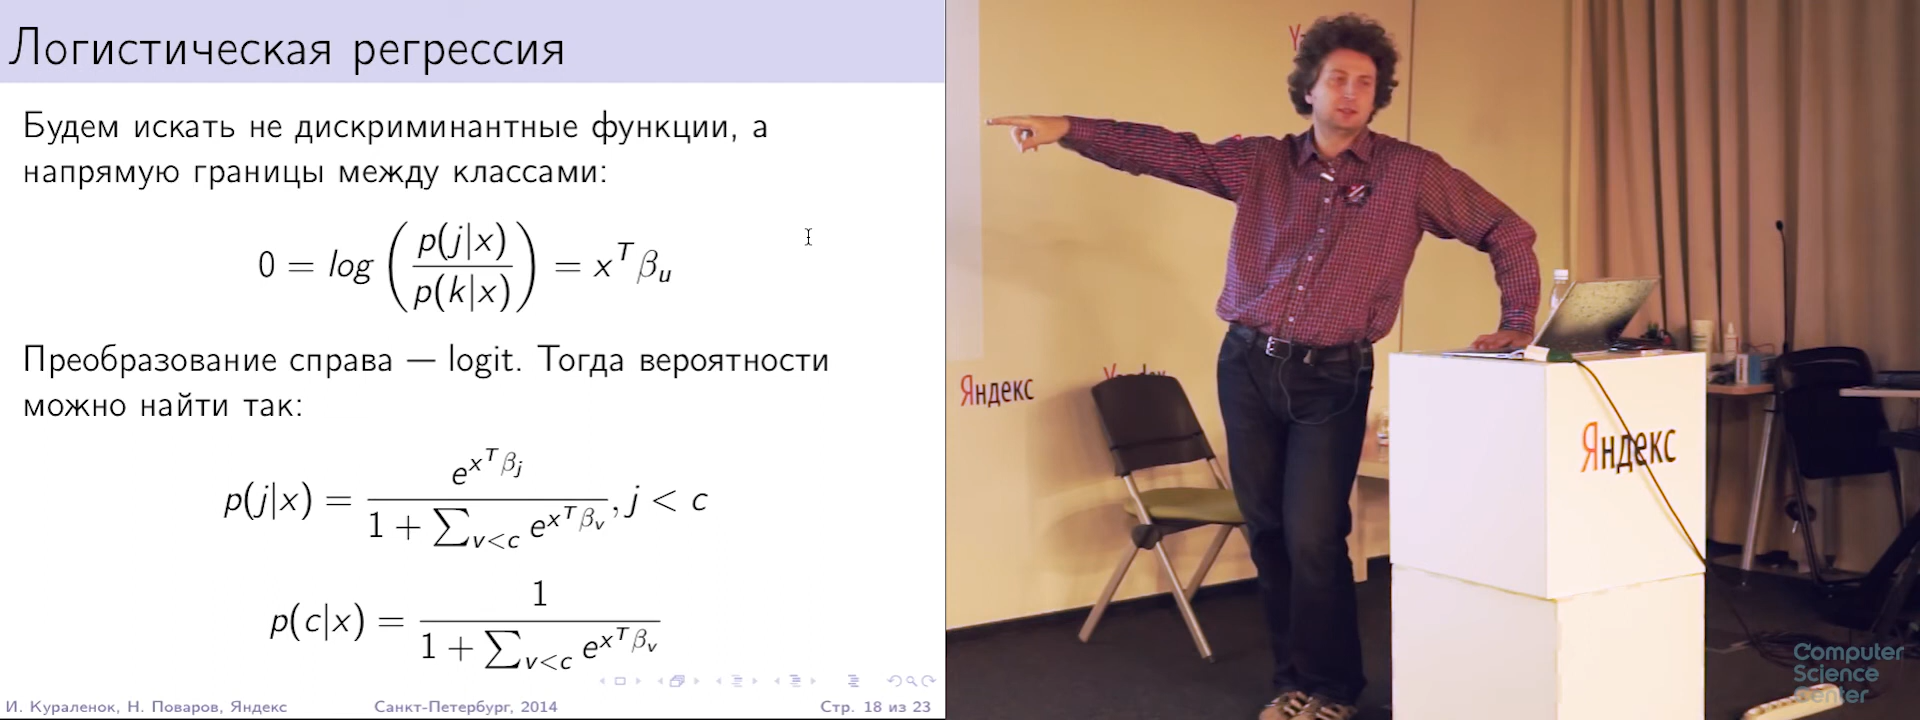 Логистическая регрессия
Будем искать не дискриминантные функции, а
напрямую границы между классами:
0 = log ( p(j|x) / p(k|x) ) = x^T β_u
Преобразование справа — logit. Тогда вероятности
можно найти так:
p(j|x) = e^{x^T β_j} / (1 + ∑_{v<c} e^{x^T β_v}), j < c
p(c|x) = 1 / (1 + ∑_{v<c} e^{x^T β_v})
И. Кураленок, Н. Поваров, Яндекс Санкт-Петербург, 2014 Стр. 18 из 23
Яндекс
Яндекс
Computer
Science
Center